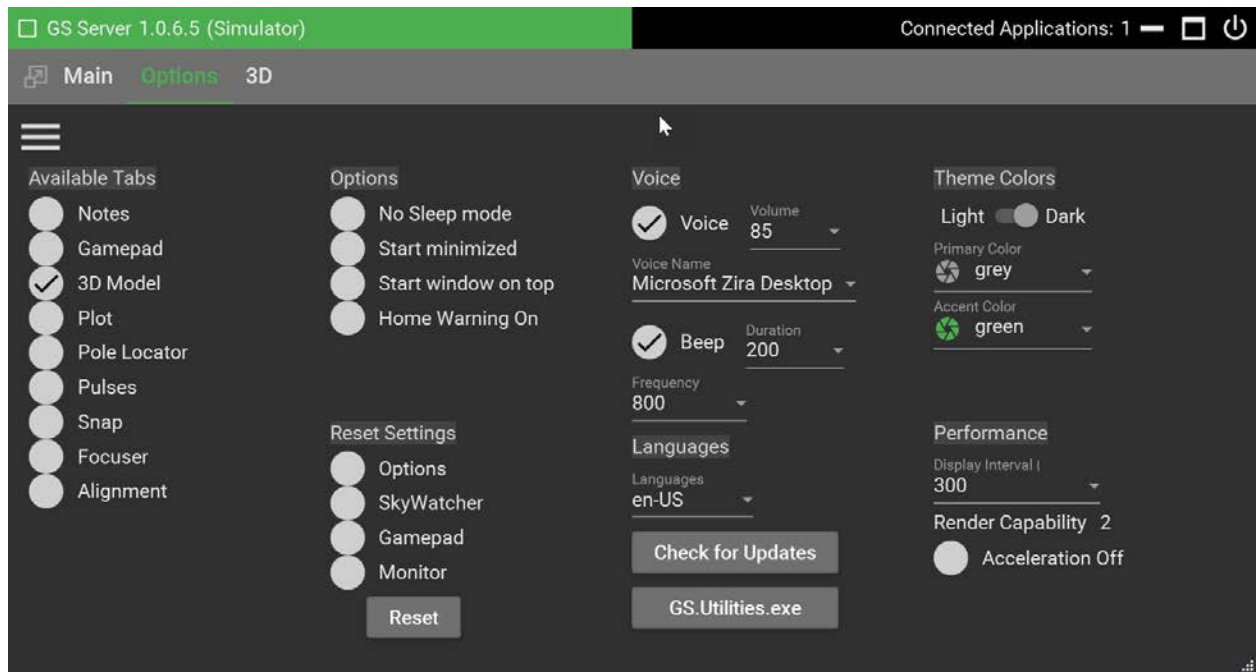 GS Server 1.0.6.5 (Simulator)
Connected Applications: 1
Main Options 3D
Available Tabs
Notes
Gamepad
3D Model
Plot
Pole Locator
Pulses
Snap
Focuser
Alignment
Options
No Sleep mode
Start minimized
Start window on top
Home Warning On
Reset Settings
Options
SkyWatcher
Gamepad
Monitor
Reset
Voice
Voice
Volume
85
Voice Name
Microsoft Zira Desktop
Beep
Duration
200
Frequency
800
Languages
Languages
en-US
Check for Updates
GS.Utilities.exe
Theme Colors
Light Dark
Primary Color
grey
Accent Color
green
Performance
Display Interval (
300
Render Capability 2
Acceleration Off